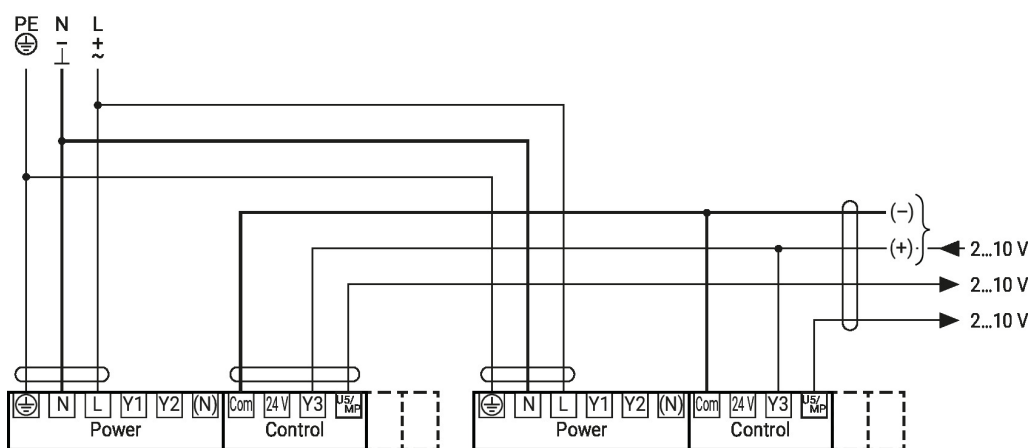 PE N L
- +
⊥ ~
(−)
(+) 2...10 V
2...10 V
2...10 V
N L Y1 Y2 (N) Com 24 V Y3 U5/MP N L Y1 Y2 (N) Com 24 V Y3 U5/MP
Power Control Power Control